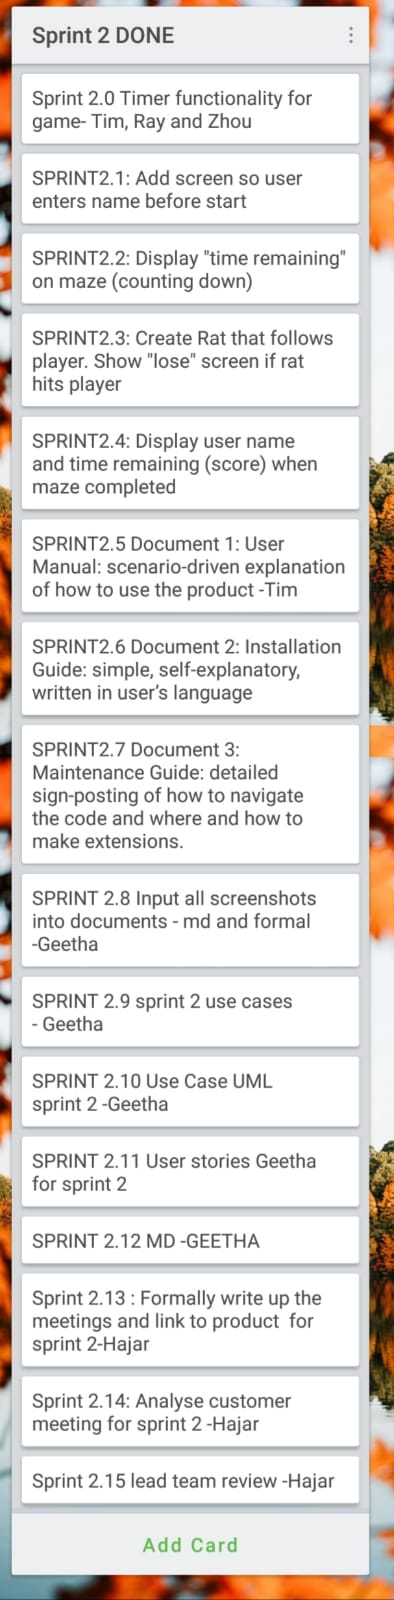 Sprint 2 DONE
Sprint 2.0 Timer functionality for
game- Tim, Ray and Zhou
SPRINT2.1: Add screen so user
enters name before start
SPRINT2.2: Display "time remaining"
on maze (counting down)
SPRINT2.3: Create Rat that follows
player. Show "lose" screen if rat
hits player
SPRINT2.4: Display user name
and time remaining (score) when
maze completed
SPRINT2.5 Document 1: User
Manual: scenario-driven explanation
of how to use the product -Tim
SPRINT2.6 Document 2: Installation
Guide: simple, self-explanatory,
written in user’s language
SPRINT2.7 Document 3:
Maintenance Guide: detailed
sign-posting of how to navigate
the code and where and how to
make extensions.
SPRINT 2.8 Input all screenshots
into documents - md and formal
-Geetha
SPRINT 2.9 sprint 2 use cases
- Geetha
SPRINT 2.10 Use Case UML
sprint 2 -Geetha
SPRINT 2.11 User stories Geetha
for sprint 2
SPRINT 2.12 MD -GEETHA
Sprint 2.13 : Formally write up the
meetings and link to product  for
sprint 2-Hajar
Sprint 2.14: Analyse customer
meeting for sprint 2 -Hajar
Sprint 2.15 lead team review -Hajar
Add Card